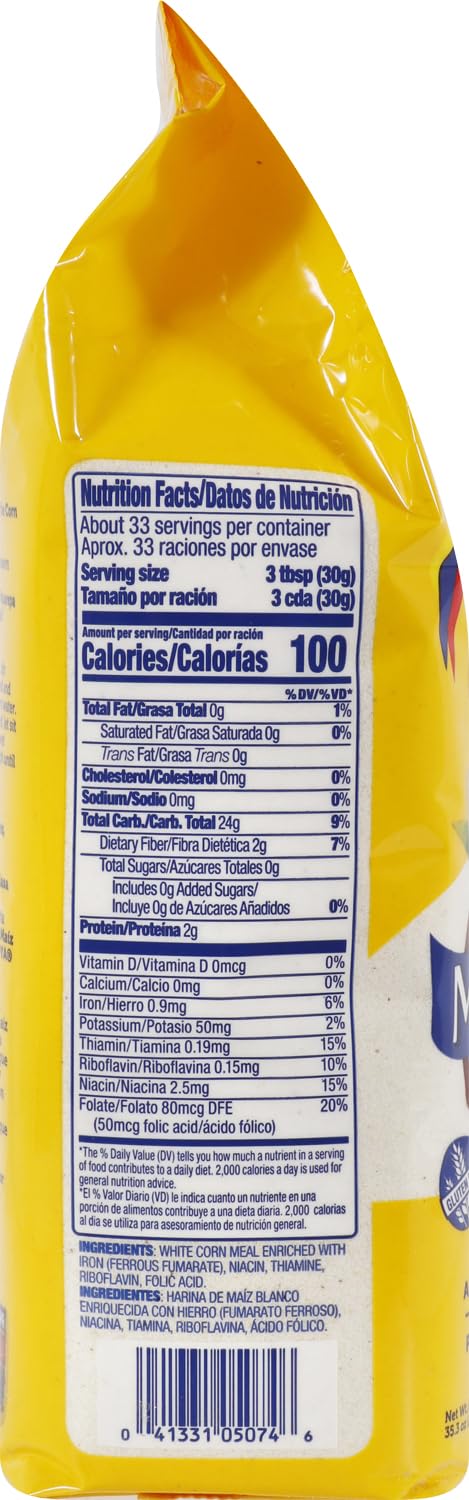 Nutrition Facts/Datos de Nutrición
About 33 servings per container
Aprox. 33 raciones por envase
Serving size 3 tbsp (30g)
Tamaño por ración 3 cda (30g)
Amount per serving/Cantidad por ración
Calories/Calorías 100
% DV/% VD*
Total Fat/Grasa Total 0g 1%
Saturated Fat/Grasa Saturada 0g 0%
Trans Fat/Grasa Trans 0g
Cholesterol/Colesterol 0mg 0%
Sodium/Sodio 0mg 0%
Total Carb./Carb. Total 24g 9%
Dietary Fiber/Fibra Dietética 2g 7%
Total Sugars/Azúcares Totales 0g
Includes 0g Added Sugars/
Incluye 0g de Azúcares Añadidos 0%
Protein/Proteína 2g
Vitamin D/Vitamina D 0mcg 0%
Calcium/Calcio 0mg 0%
Iron/Hierro 0.9mg 6%
Potassium/Potasio 50mg 2%
Thiamin/Tiamina 0.19mg 15%
Riboflavin/Riboflavina 0.15mg 10%
Niacin/Niacina 2.5mg 15%
Folate/Folato 80mcg DFE 20%
(50mcg folic acid/ácido fólico)
*The % Daily Value (DV) tells you how much a nutrient in a serving
of food contributes to a daily diet. 2,000 calories a day is used for
general nutrition advice.
*El % Valor Diario (VD) le indica cuanto un nutriente en una
porción de alimentos contribuye a una dieta diaria. 2,000 calorias
al dia se utiliza para asesoramiento de nutrición general.
INGREDIENTS: WHITE CORN MEAL ENRICHED WITH
IRON (FERROUS FUMARATE), NIACIN, THIAMINE,
RIBOFLAVIN, FOLIC ACID.
INGREDIENTES: HARINA DE MAÍZ BLANCO
ENRIQUECIDA CON HIERRO (FUMARATO FERROSO),
NIACINA, TIAMINA, RIBOFLAVINA, ÁCIDO FÓLICO.
0 41331 05074 6
Corn
Maíz
GLUTEN
M
Net Wt.
35.3 oz